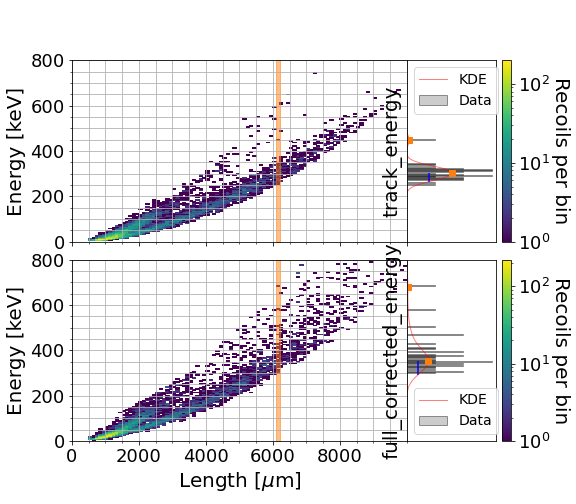 800
600
400
200
0
Energy [keV]
track_energy
KDE
Data
10²
10¹
10⁰
Recoils per bin
800
600
400
200
0
Energy [keV]
0
2000
4000
6000
8000
Length [μm]
full_corrected_energy
KDE
Data
10²
10¹
10⁰
Recoils per bin